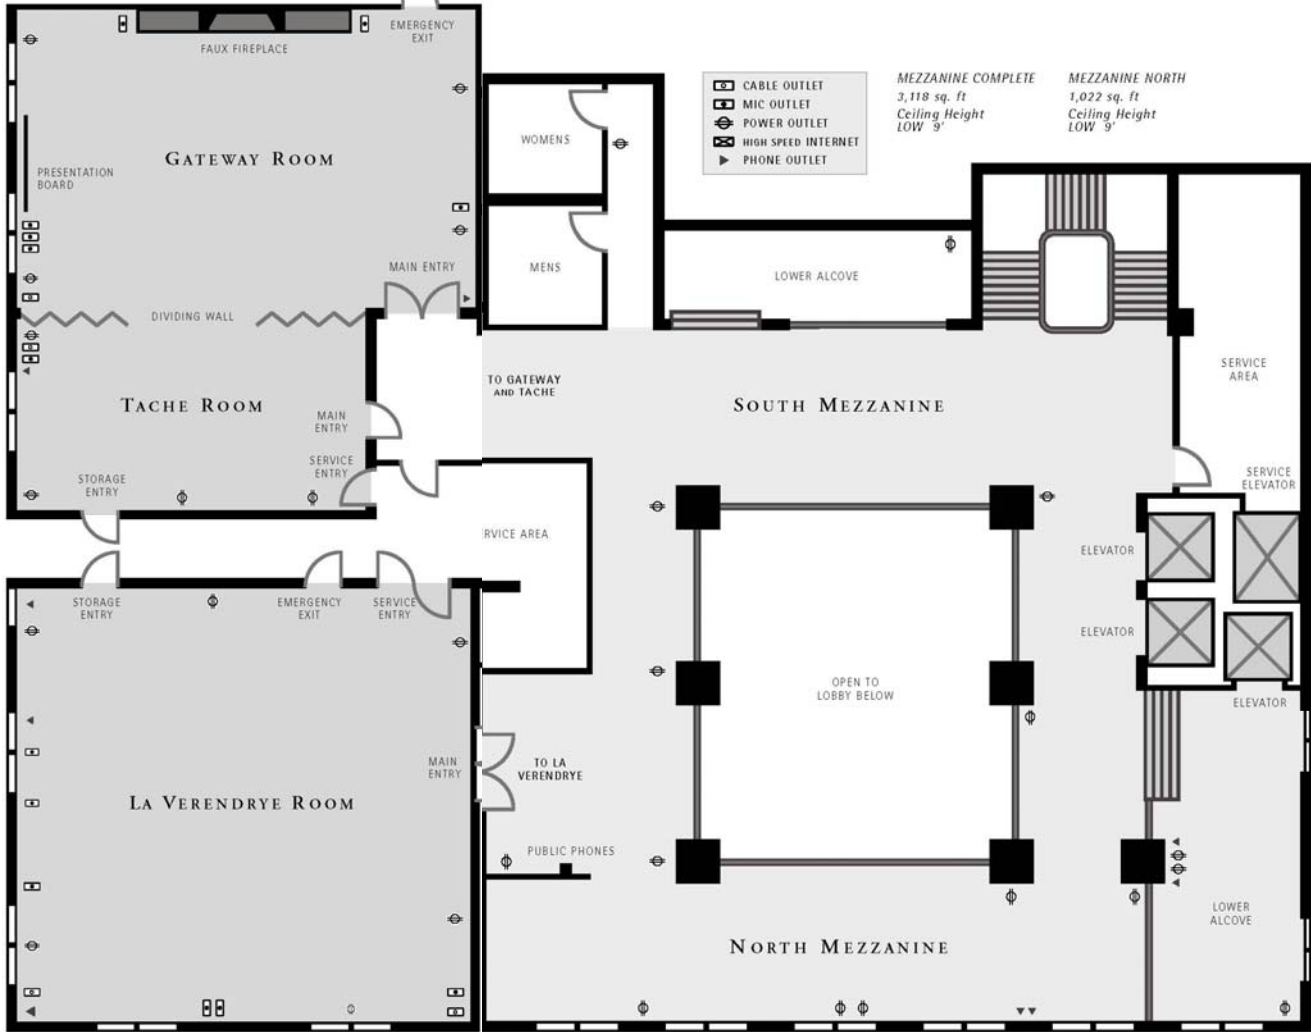 EMERGENCY
EXIT
FAUX FIREPLACE
GATEWAY ROOM
PRESENTATION
BOARD
MAIN ENTRY
DIVIDING WALL
TACHE ROOM
MAIN
ENTRY
SERVICE
ENTRY
STORAGE
ENTRY
WOMENS
MENS
CABLE OUTLET
MIC OUTLET
POWER OUTLET
HIGH SPEED INTERNET
PHONE OUTLET
MEZZANINE COMPLETE
3,118 sq. ft
Ceiling Height
LOW 9'
MEZZANINE NORTH
1,022 sq. ft
Ceiling Height
LOW 9'
LOWER ALCOVE
TO GATEWAY
AND TACHE
SOUTH MEZZANINE
SERVICE
AREA
SERVICE
ELEVATOR
RVICE AREA
ELEVATOR
ELEVATOR
ELEVATOR
OPEN TO
LOBBY BELOW
STORAGE
ENTRY
EMERGENCY
EXIT
SERVICE
ENTRY
MAIN
ENTRY
TO LA
VERENDRYE
LA VERENDRYE ROOM
PUBLIC PHONES
NORTH MEZZANINE
LOWER
ALCOVE